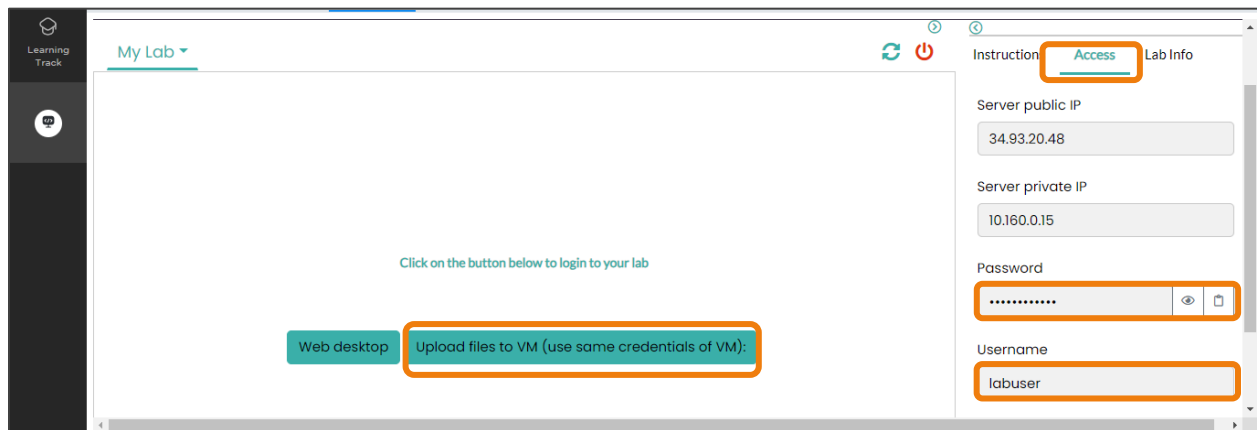 Learning
Track
My Lab
Click on the button below to login to your lab
Web desktop
Upload files to VM (use same credentials of VM):
Instruction
Access
Lab Info
Server public IP
34.93.20.48
Server private IP
10.160.0.15
Password
••••••••••••
Username
labuser